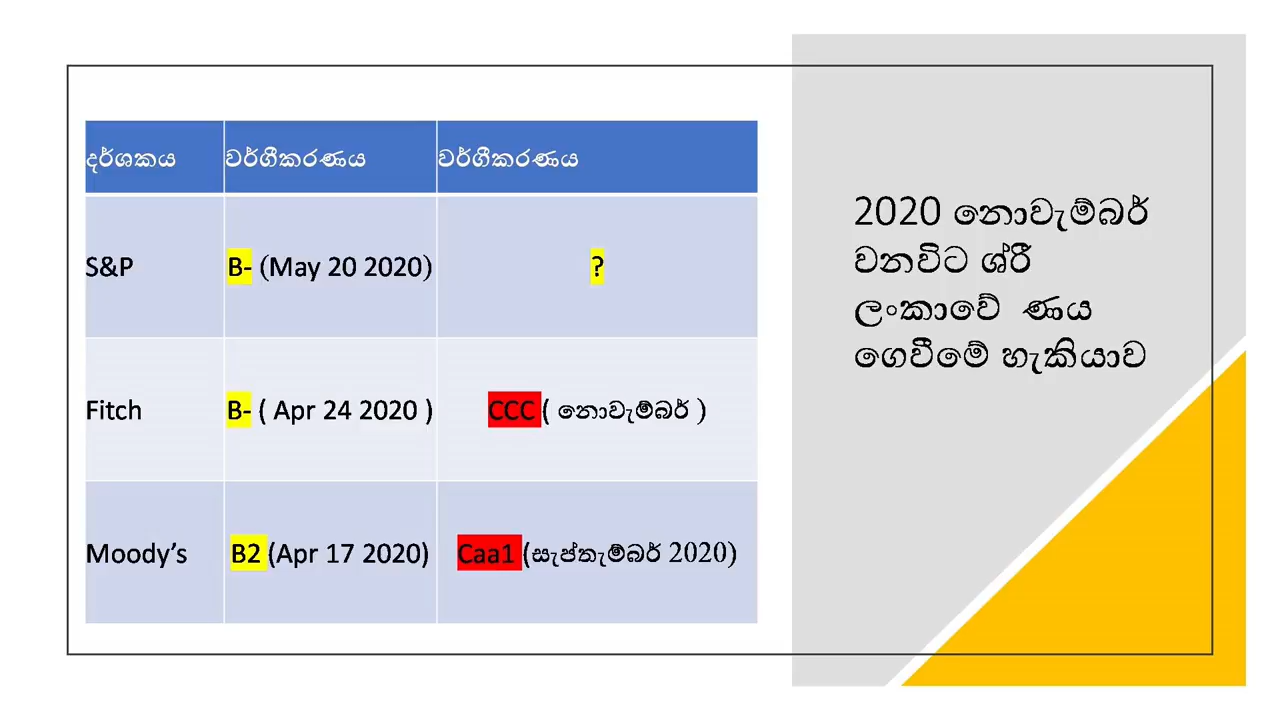 දර්ශකය වර්ගීකරණය වර්ගීකරණය
S&P B- (May 20 2020) ?
Fitch B- ( Apr 24 2020 ) CCC ( නොවැම්බර් )
Moody’s B2 (Apr 17 2020) Caa1 (සැප්තැම්බර් 2020)
2020 නොවැම්බර්
වනවිට ශ්රී
ලංකාවේ ණය
ගෙවීමේ හැකියාව